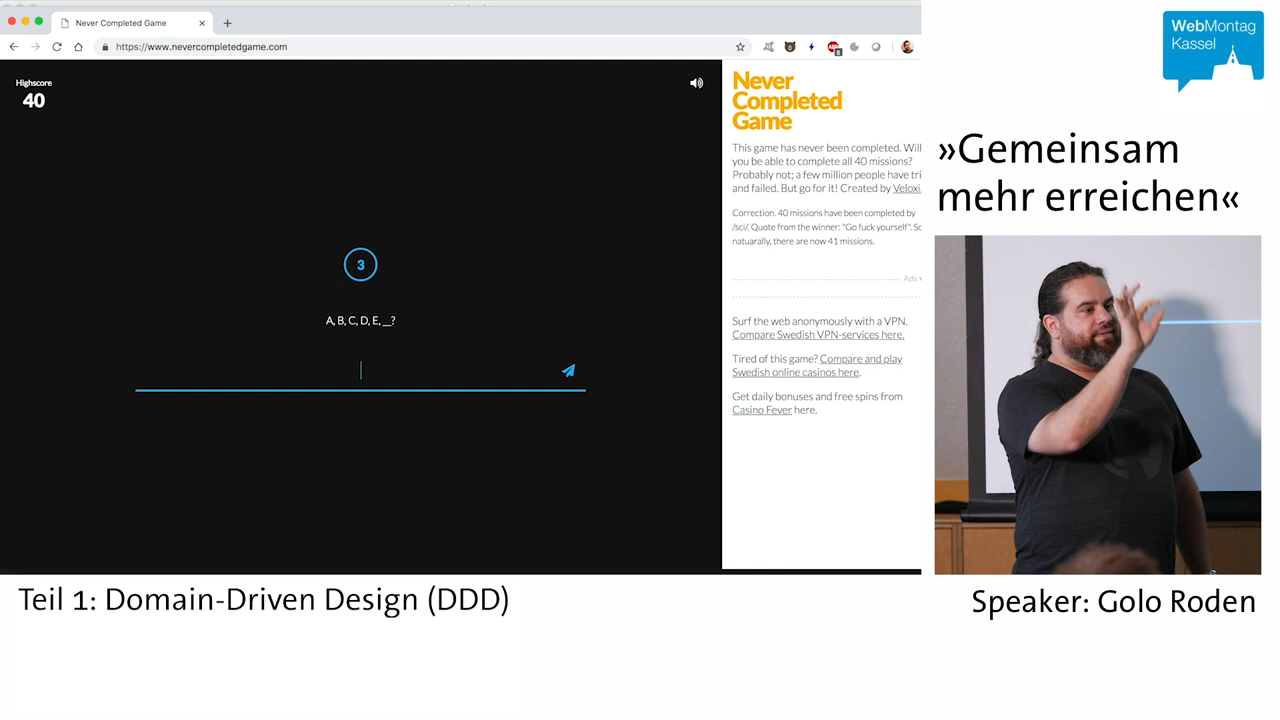 Never Completed Game
https://www.nevercompletedgame.com
Highscore
40
3
A, B, C, D, E, __?
Never
Completed
Game
This game has never been completed. Will
you be able to complete all 40 missions?
Probably not; a few million people have tri
and failed. But go for it! Created by Veloxi
Correction. 40 missions have been completed by
/sci/. Quote from the winner: "Go fuck yourself". So
natuarally, there are now 41 missions.
Ads
Surf the web anonymously with a VPN.
Compare Swedish VPN-services here.
Tired of this game? Compare and play
Swedish online casinos here.
Get daily bonuses and free spins from
Casino Fever here.
WebMontag
Kassel
»Gemeinsam
mehr erreichen«
Teil 1: Domain-Driven Design (DDD)
Speaker: Golo Roden